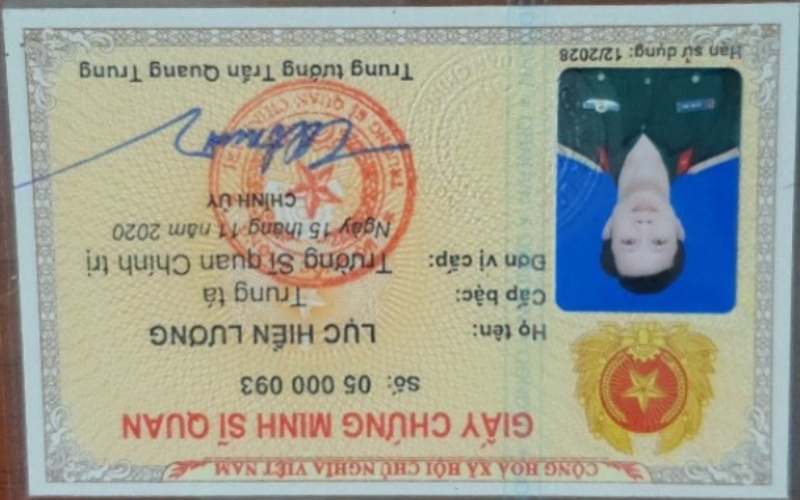 CỘNG HOÀ XÃ HỘI CHỦ NGHĨA VIỆT NAM
GIẤY CHỨNG MINH SĨ QUAN
Số: 05 000 093
Họ tên: LỤC HIẾN LƯƠNG
Cấp bậc: Trung tá
Đơn vị cấp: Trường Sĩ quan Chính trị
Ngày 15 tháng 11 năm 2020
CHÍNH ỦY
Trung tướng Trần Quang Trung
Hạn sử dụng: 12/2028